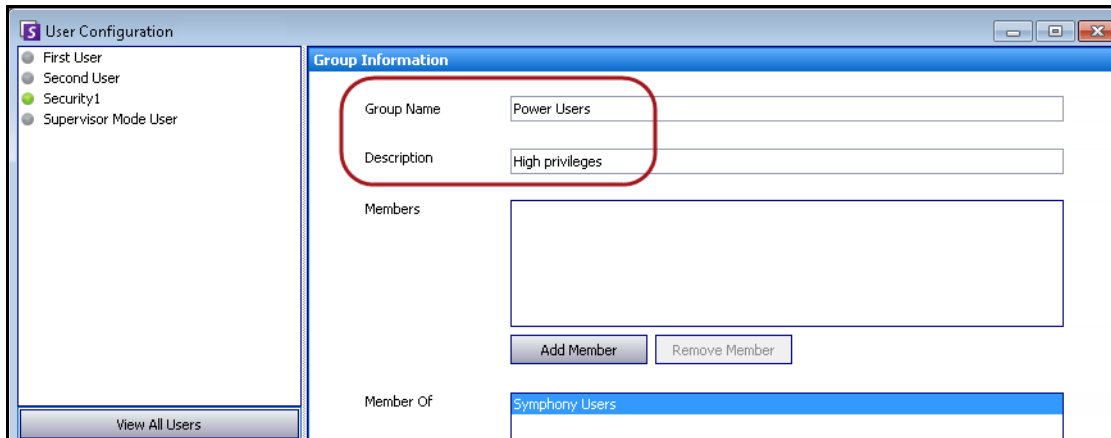 User Configuration
First User
Second User
Security1
Supervisor Mode User
View All Users
Group Information
Group Name
Power Users
Description
High privileges
Members
Add Member
Remove Member
Member Of
Symphony Users